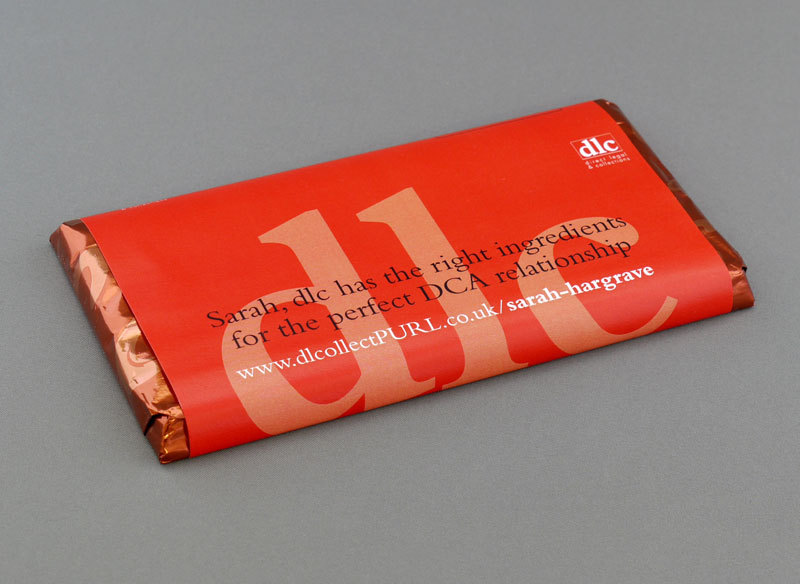 dlc
direct legal
& collections
dlc
Sarah, dlc has the right ingredients
for the perfect DCA relationship
www.dlcollectPURL.co.uk/sarah-hargrave